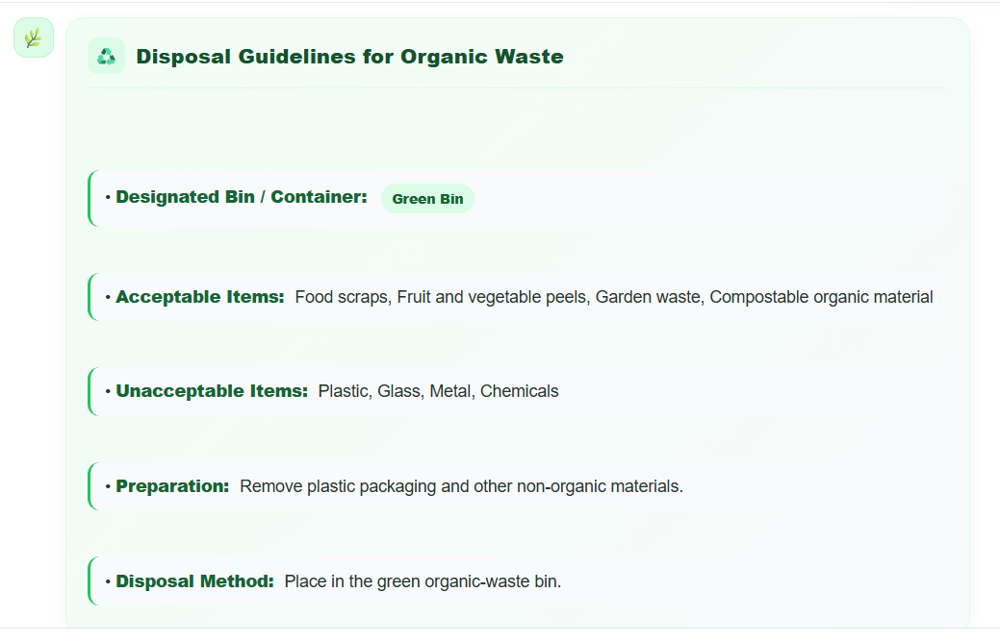 Disposal Guidelines for Organic Waste
• Designated Bin / Container: Green Bin
• Acceptable Items: Food scraps, Fruit and vegetable peels, Garden waste, Compostable organic material
• Unacceptable Items: Plastic, Glass, Metal, Chemicals
• Preparation: Remove plastic packaging and other non-organic materials.
• Disposal Method: Place in the green organic-waste bin.